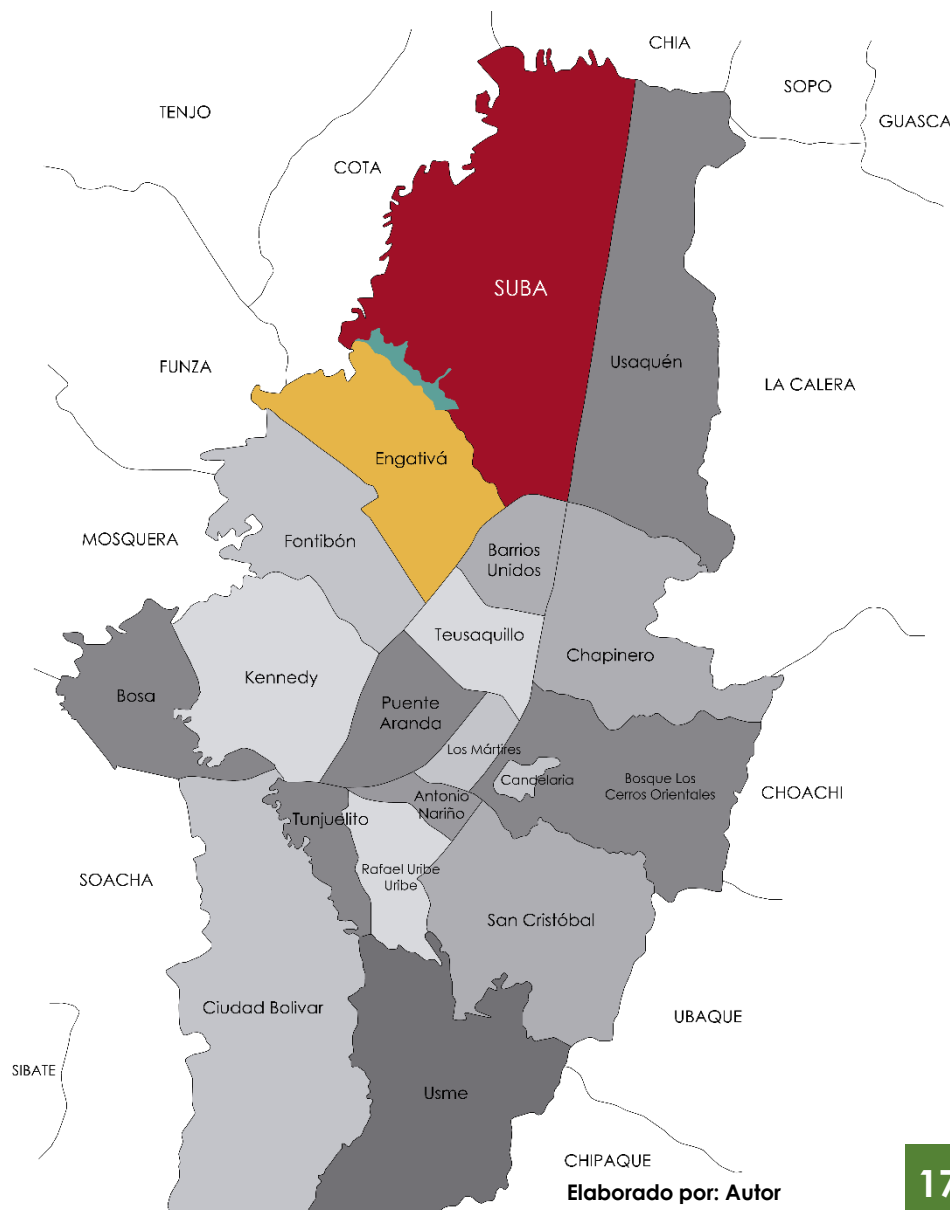 CHIA
SOPO
TENJO
GUASCA
COTA
SUBA
FUNZA
Usaquén
LA CALERA
Engativá
MOSQUERA
Fontibón
Barrios
Unidos
Teusaquillo
Chapinero
Kennedy
Bosa
Puente
Aranda
Los Mártires
Candelaria
Bosque Los
Cerros Orientales
CHOACHI
Antonio
Nariño
Tunjuelito
Rafael Uribe
Uribe
SOACHA
San Cristóbal
Ciudad Bolivar
UBAQUE
SIBATE
Usme
CHIPAQUE
Elaborado por: Autor
17